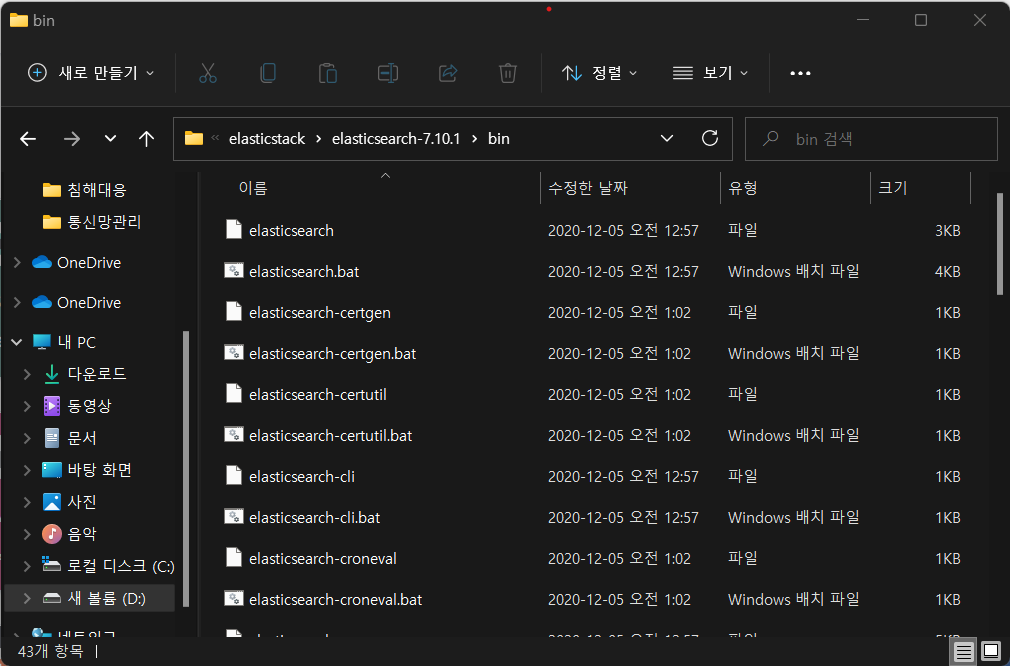 bin
새로 만들기 정렬 보기
« elasticstack > elasticsearch-7.10.1 > bin bin 검색
침해대응
통신망관리
OneDrive
OneDrive
내 PC
다운로드
동영상
문서
바탕 화면
사진
음악
로컬 디스크 (C:)
새 볼륨 (D:)
네트워크
이름 수정한 날짜 유형 크기
elasticsearch 2020-12-05 오전 12:57 파일 3KB
elasticsearch.bat 2020-12-05 오전 12:57 Windows 배치 파일 4KB
elasticsearch-certgen 2020-12-05 오전 1:02 파일 1KB
elasticsearch-certgen.bat 2020-12-05 오전 1:02 Windows 배치 파일 1KB
elasticsearch-certutil 2020-12-05 오전 1:02 파일 1KB
elasticsearch-certutil.bat 2020-12-05 오전 1:02 Windows 배치 파일 1KB
elasticsearch-cli 2020-12-05 오전 12:57 파일 1KB
elasticsearch-cli.bat 2020-12-05 오전 12:57 Windows 배치 파일 1KB
elasticsearch-croneval 2020-12-05 오전 1:02 파일 1KB
elasticsearch-croneval.bat 2020-12-05 오전 1:02 Windows 배치 파일 1KB
43개 항목